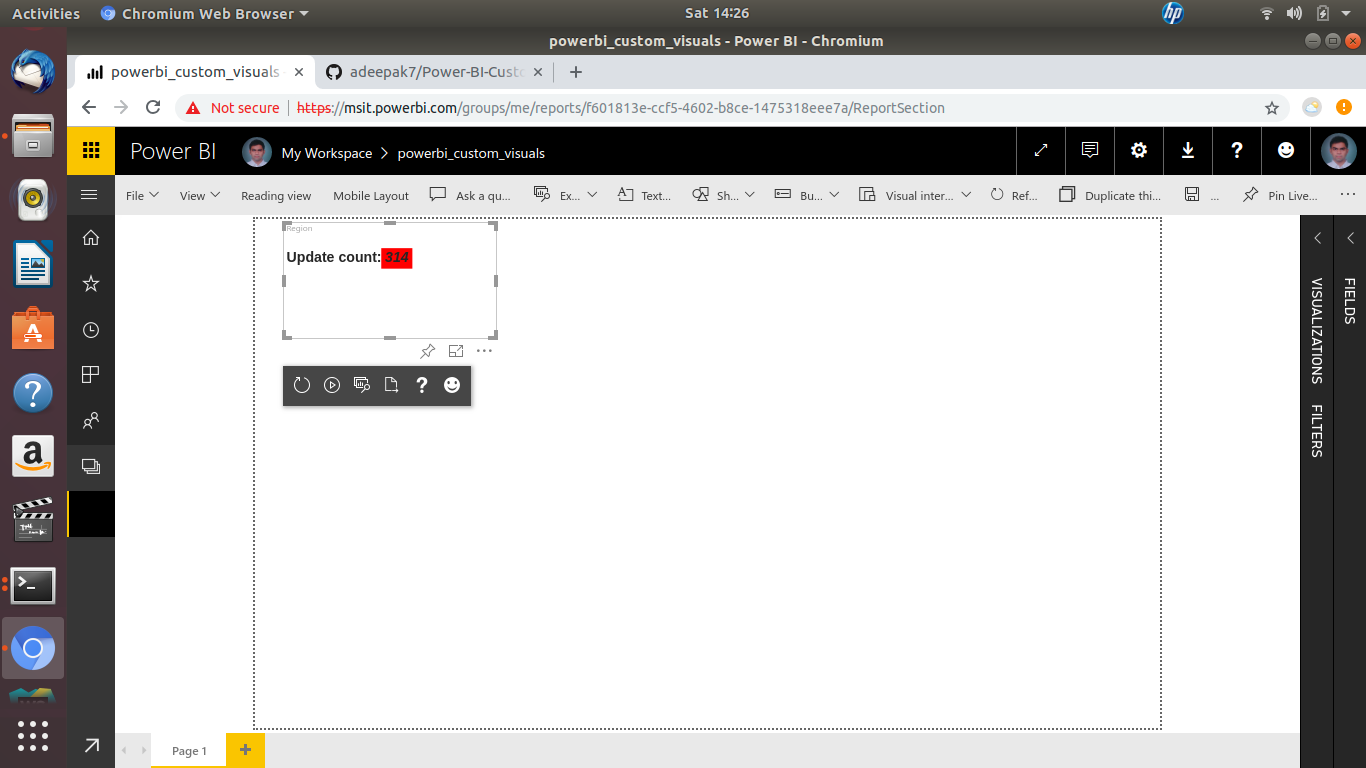 Activities Chromium Web Browser Sat 14:26
powerbi_custom_visuals - Power BI - Chromium
powerbi_custom_visuals - adeepak7/Power-BI-Custo
Not secure https://msit.powerbi.com/groups/me/reports/f601813e-ccf5-4602-b8ce-1475318eee7a/ReportSection
Power BI My Workspace > powerbi_custom_visuals
File View Reading view Mobile Layout Ask a qu... Ex... Text... Sh... Bu... Visual inter... Ref... Duplicate thi... ... Pin Live... ...
Region
Update count: 314
VISUALIZATIONS
FILTERS
FIELDS
Page 1